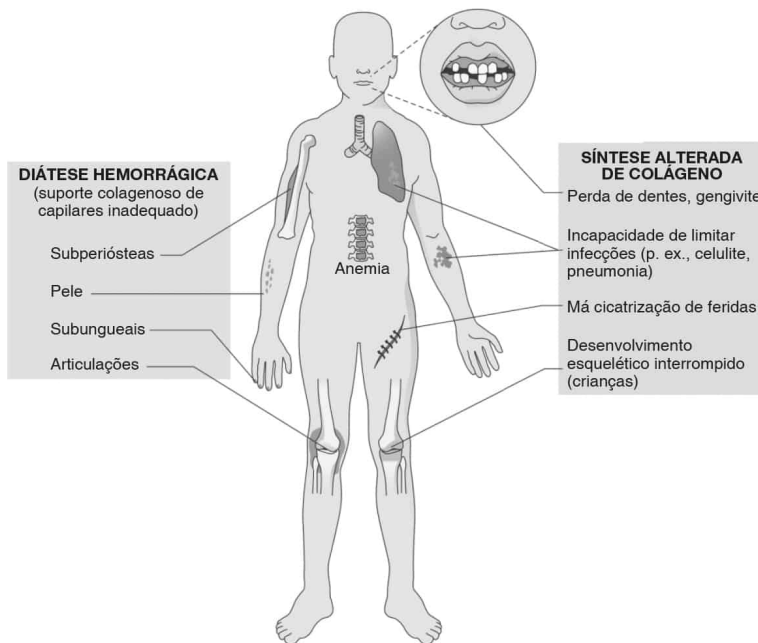 DIÁTESE HEMORRÁGICA
(suporte colagenoso de
capilares inadequado)
Subperiósteas
Pele
Subungueais
Articulações
Anemia
SÍNTESE ALTERADA
DE COLÁGENO
Perda de dentes, gengivite
Incapacidade de limitar
infecções (p. ex., celulite,
pneumonia)
Má cicatrização de feridas
Desenvolvimento
esquelético interrompido
(crianças)